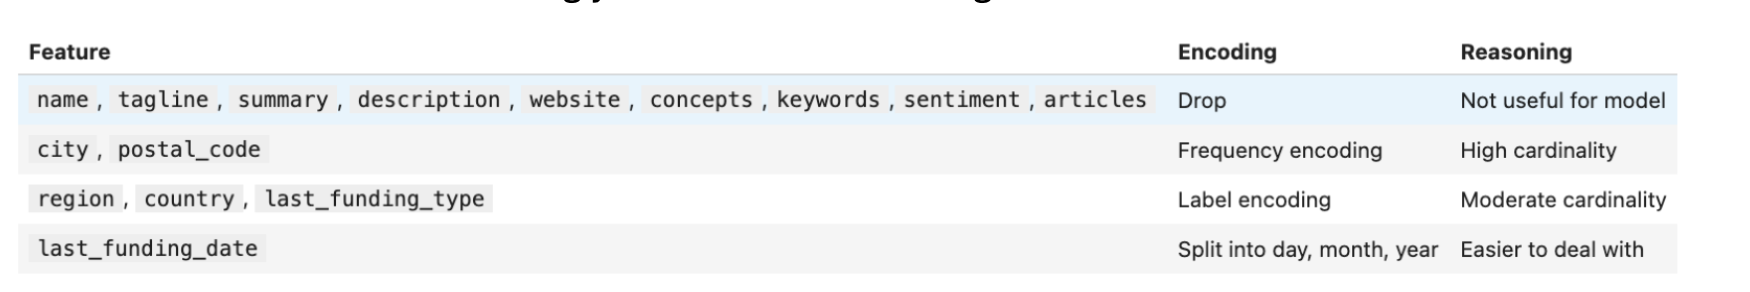 Feature Encoding Reasoning
name , tagline , summary , description , website , concepts , keywords , sentiment , articles Drop Not useful for model
city , postal_code Frequency encoding High cardinality
region , country , last_funding_type Label encoding Moderate cardinality
last_funding_date Split into day, month, year Easier to deal with